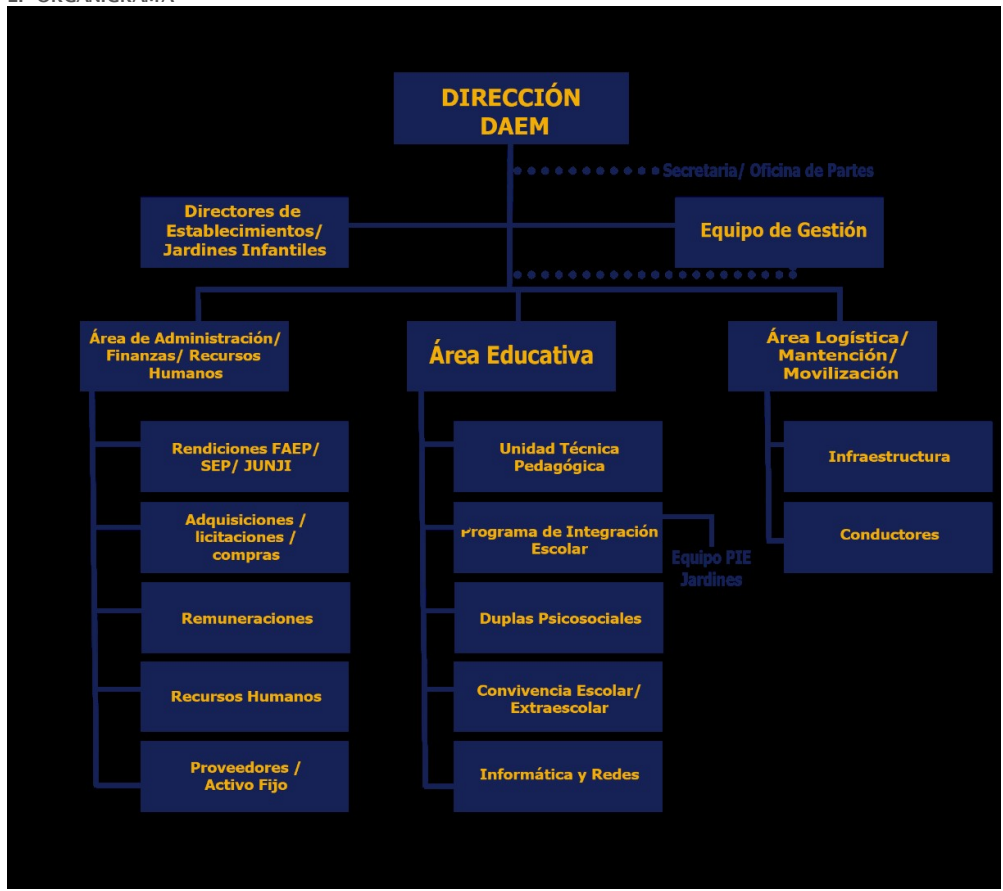 2. ORGANIGRAMA
DIRECCIÓN
DAEM
Secretaria/ Oficina de Partes
Directores de
Establecimientos/
Jardines Infantiles
Equipo de Gestión
Área de Administración/
Finanzas/ Recursos
Humanos
Rendiciones FAEP/
SEP/ JUNJI
Adquisiciones /
licitaciones /
compras
Remuneraciones
Recursos Humanos
Proveedores /
Activo Fijo
Área Educativa
Unidad Técnica
Pedagógica
Programa de Integración
Escolar
Equipo PIE
Jardines
Duplas Psicosociales
Convivencia Escolar/
Extraescolar
Informática y Redes
Área Logística/
Mantención/
Movilización
Infraestructura
Conductores